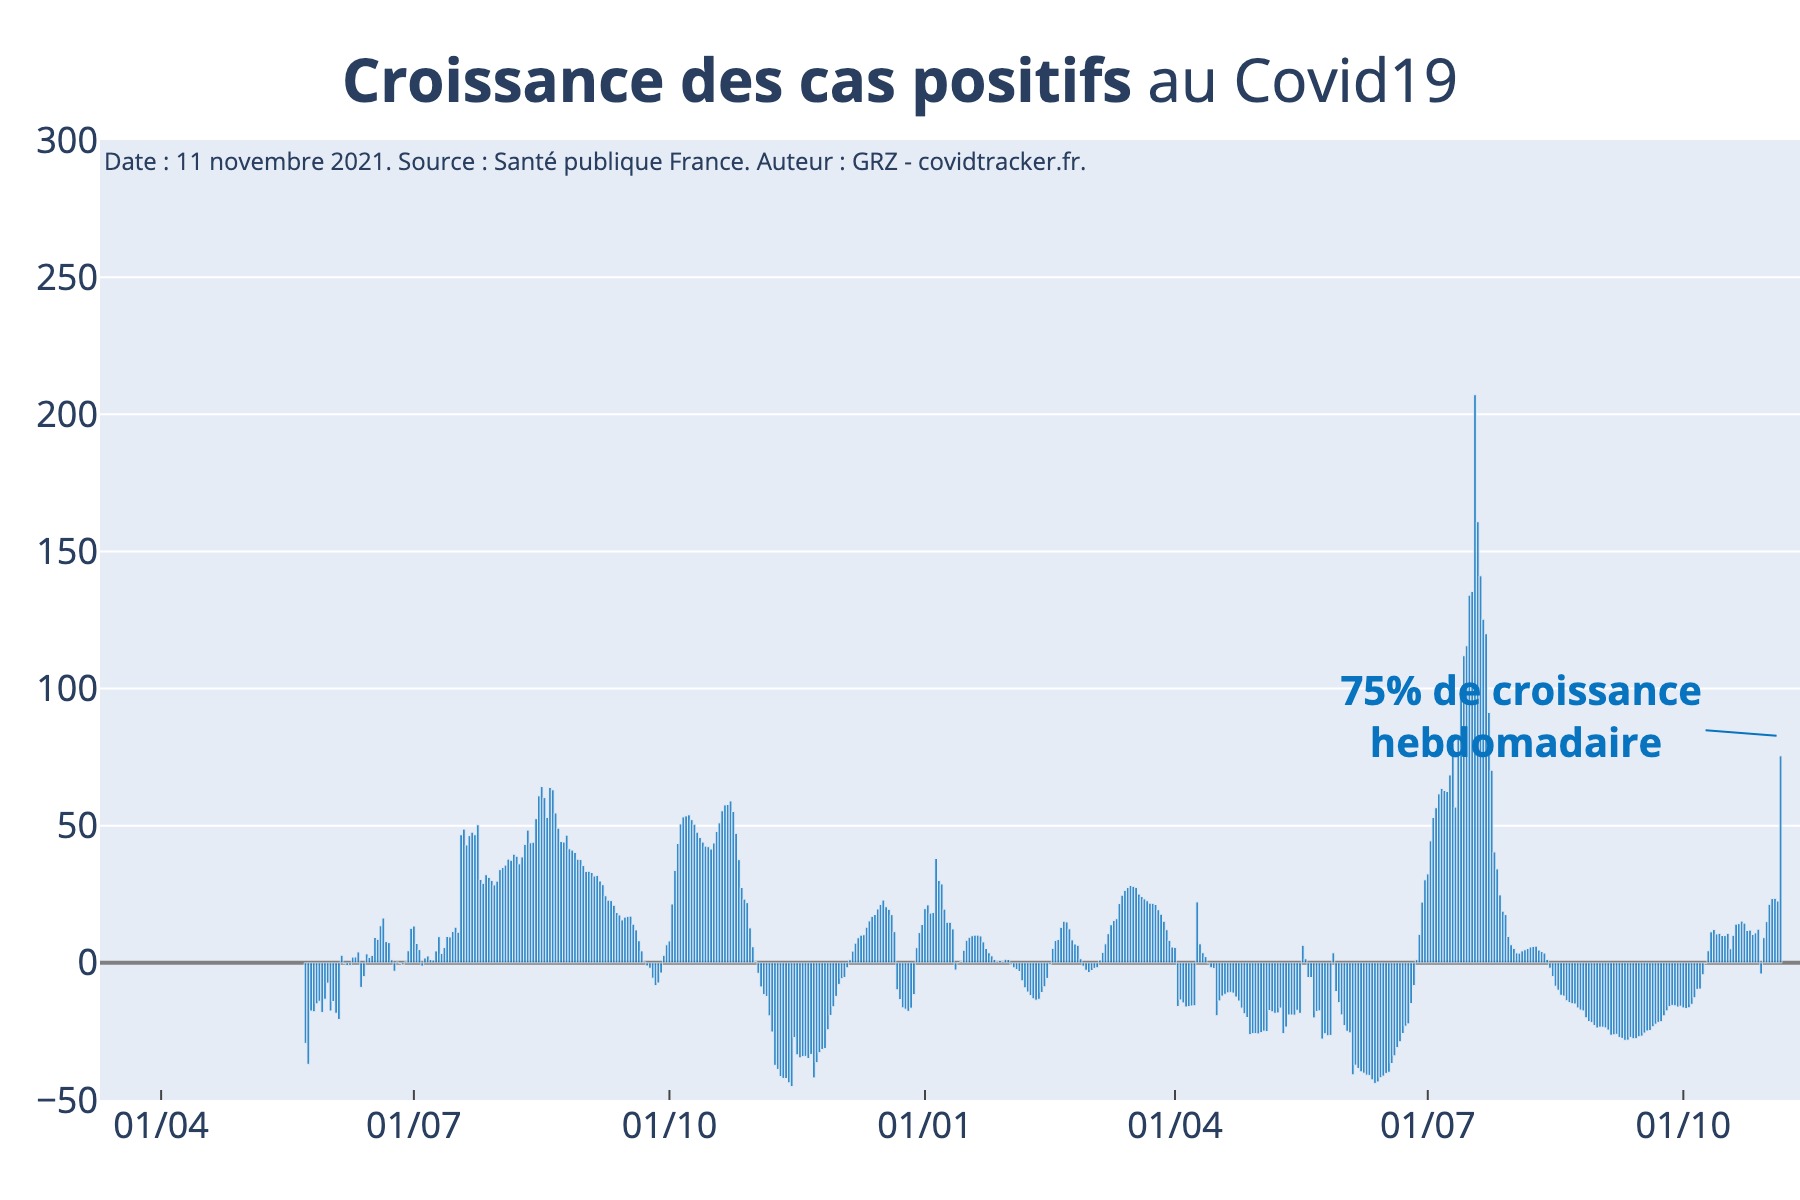 Croissance des cas positifs au Covid19
Date : 11 novembre 2021. Source : Santé publique France. Auteur : GRZ - covidtracker.fr.
300
250
200
150
100
50
0
−50
75% de croissance
hebdomadaire
01/04 01/07 01/10 01/01 01/04 01/07 01/10